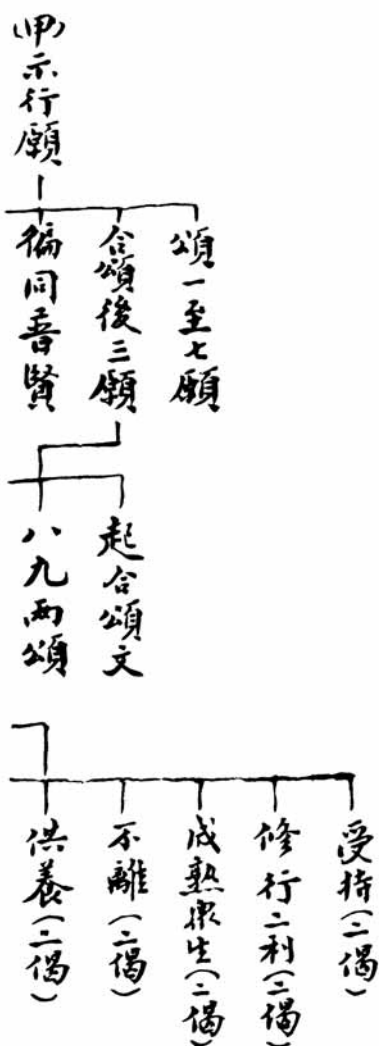 (甲)示行願
頌一至七願
合頌後三願
徧同普賢
起合頌文
八九兩頌
受持(二偈)
修行二利(二偈)
成熟眾生(二偈)
不離(二偈)
供養(二偈)